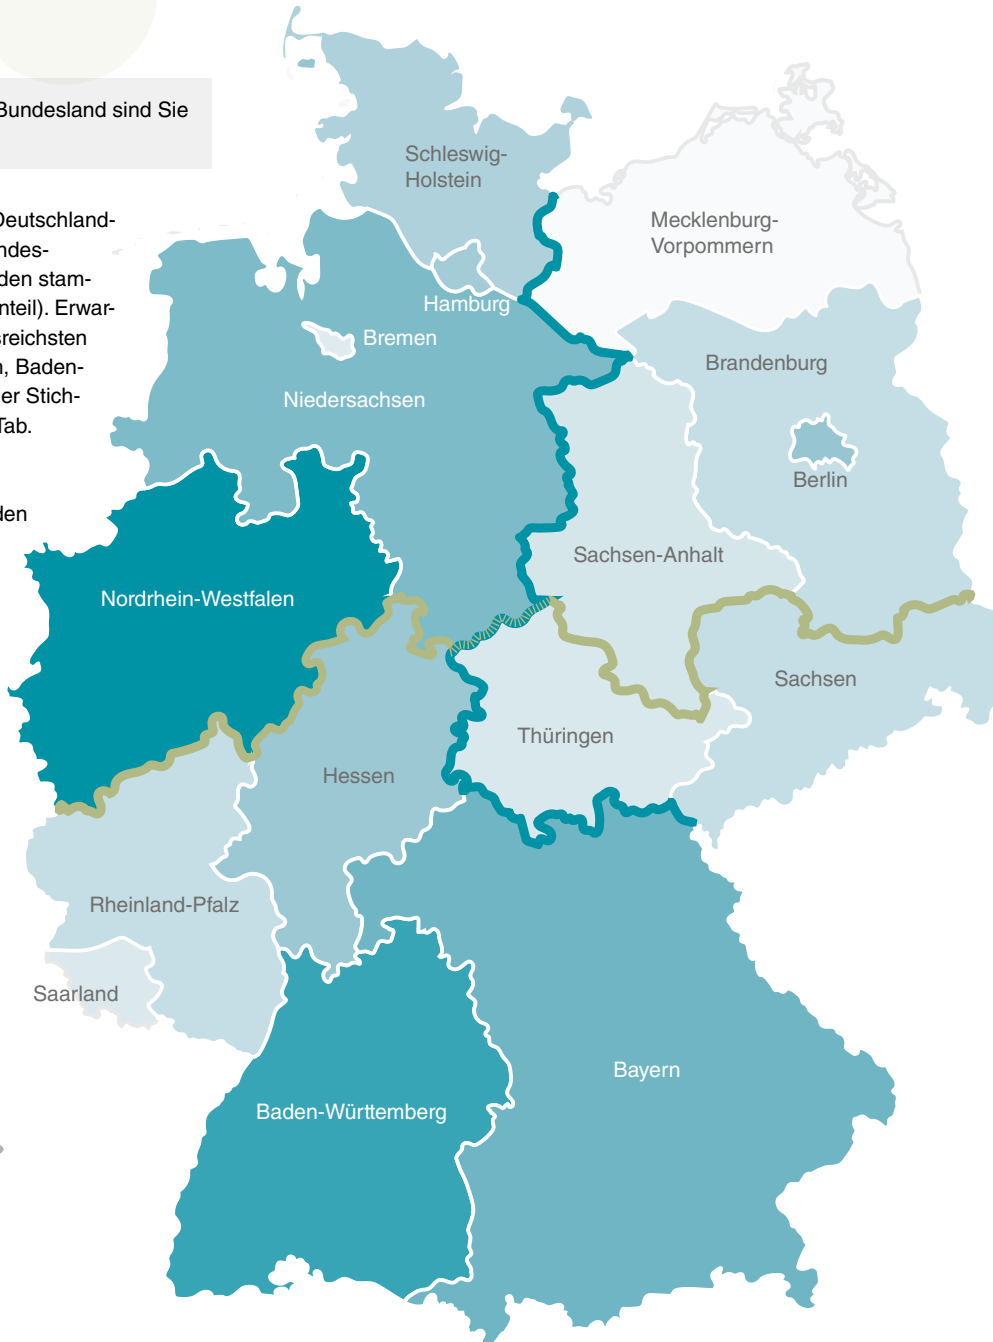 Bundesland sind Sie
Deutschland-
ndes-
den stam-
nteil). Erwar-
sreichsten
n, Baden-
er Stich-
Tab.
den
Schleswig-
Holstein
Mecklenburg-
Vorpommern
Hamburg
Bremen
Brandenburg
Niedersachsen
Berlin
Sachsen-Anhalt
Nordrhein-Westfalen
Sachsen
Thüringen
Hessen
Rheinland-Pfalz
Saarland
Bayern
Baden-Württemberg